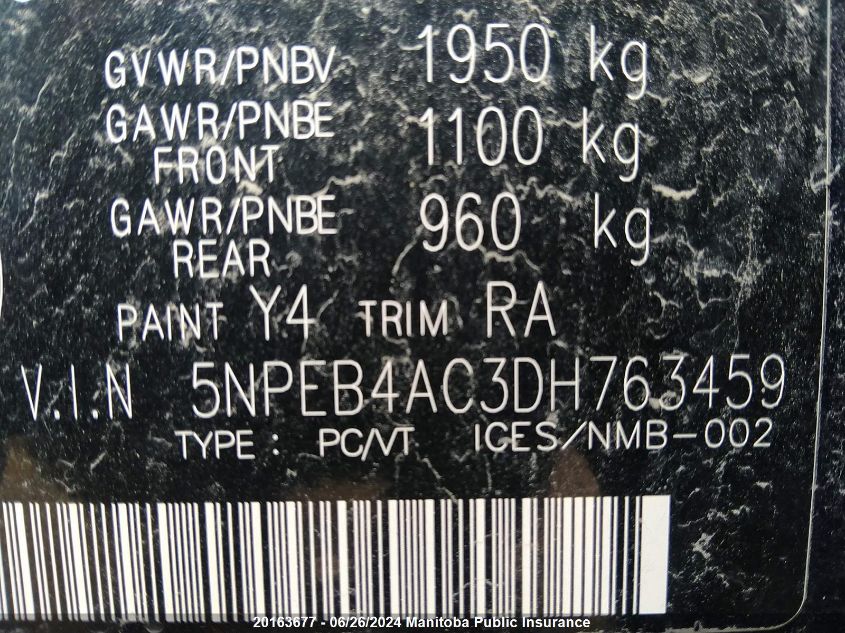 GVWR/PNBV 1950 kg
GAWR/PNBE 1100 kg
FRONT
GAWR/PNBE 960 kg
REAR
PAINT Y4 TRIM RA
V.I.N 5NPEB4AC3DH763459
TYPE : PC/VT ICES/NMB-002
20163677 - 06/26/2024 Manitoba Public Insurance